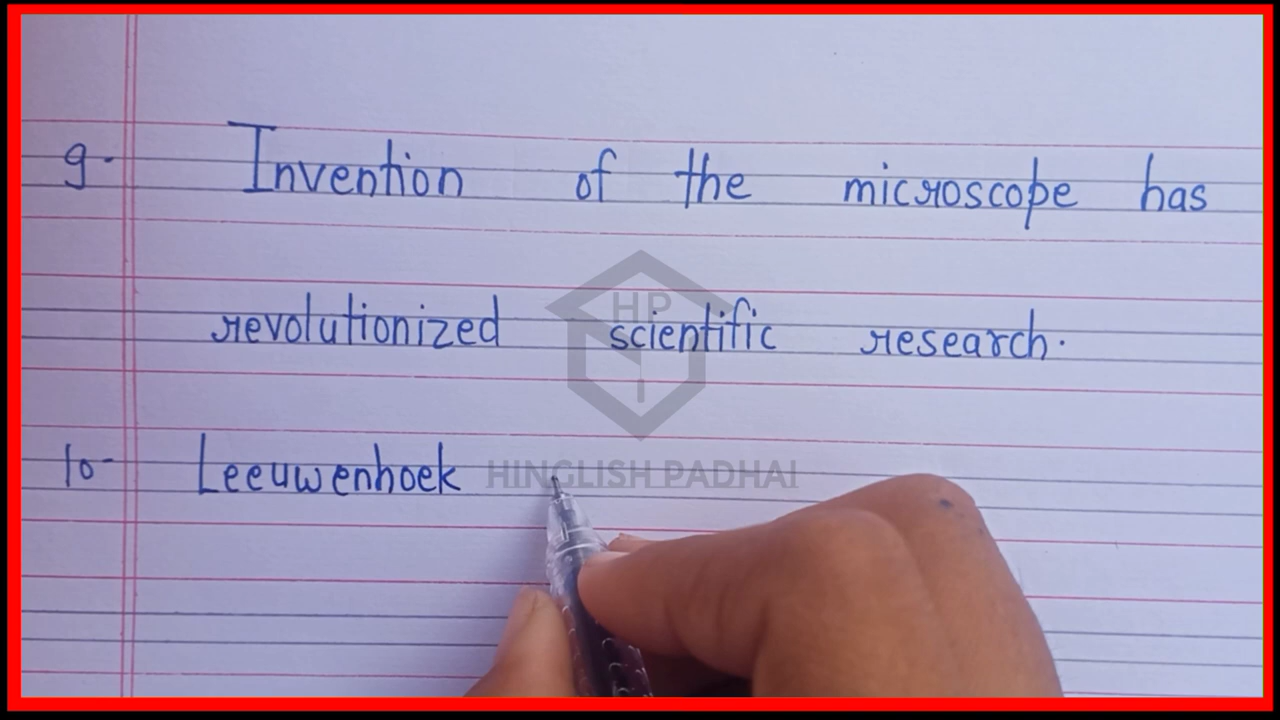 9. Invention of the microscope has
revolutionized scientific research.
10- Leeuwenhoek
HP
HINGLISH PADHAI